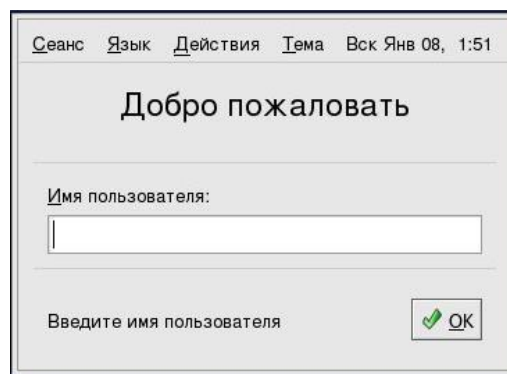 Сеанс Язык Действия Тема Вск Янв 08, 1:51
Добро пожаловать
Имя пользователя:
Введите имя пользователя
OK